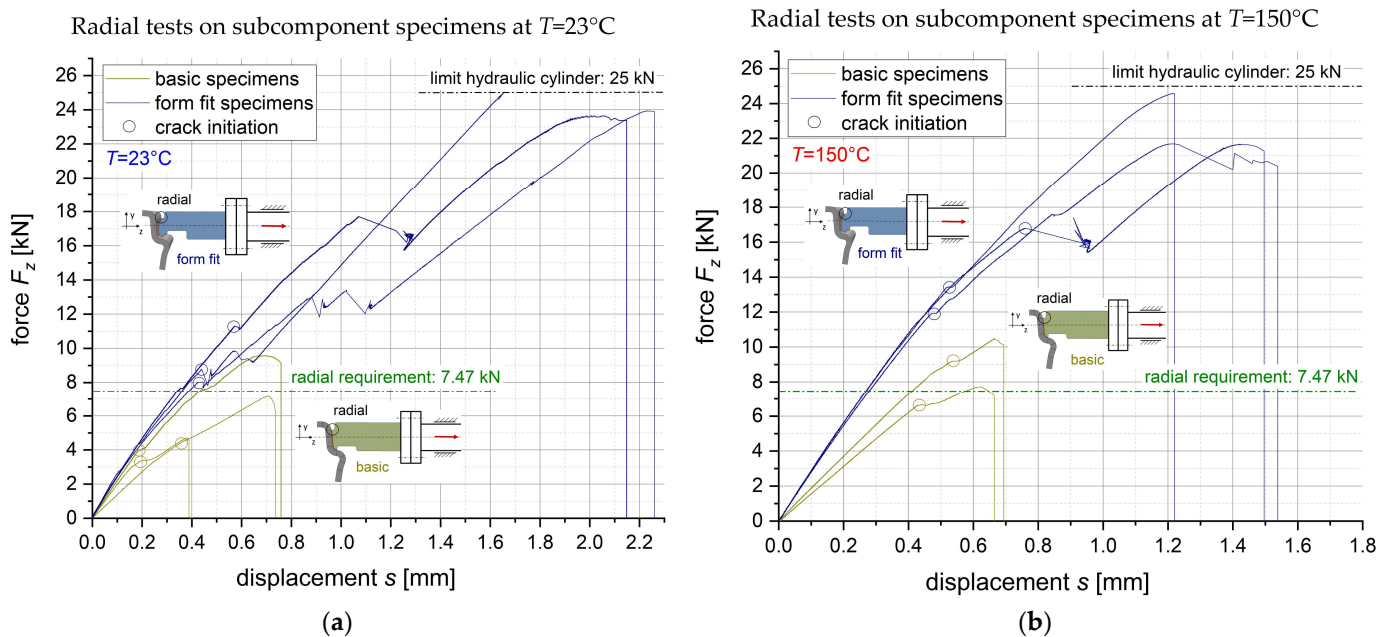 Radial tests on subcomponent specimens at T=23°C
26
24
22
20
18
16
14
12
10
8
6
4
2
0
force Fz [kN]
basic specimens
form fit specimens
crack initiation
T=23°C
limit hydraulic cylinder: 25 kN
radial
y
z
form fit
radial requirement: 7.47 kN
radial
y
z
basic
0.0 0.2 0.4 0.6 0.8 1.0 1.2 1.4 1.6 1.8 2.0 2.2
displacement s [mm]
(a)
Radial tests on subcomponent specimens at T=150°C
26
24
22
20
18
16
14
12
10
8
6
4
2
0
force Fz [kN]
basic specimens
form fit specimens
crack initiation
T=150°C
limit hydraulic cylinder: 25 kN
radial
y
z
form fit
radial
y
z
basic
radial requirement: 7.47 kN
0.0 0.2 0.4 0.6 0.8 1.0 1.2 1.4 1.6 1.8
displacement s [mm]
(b)